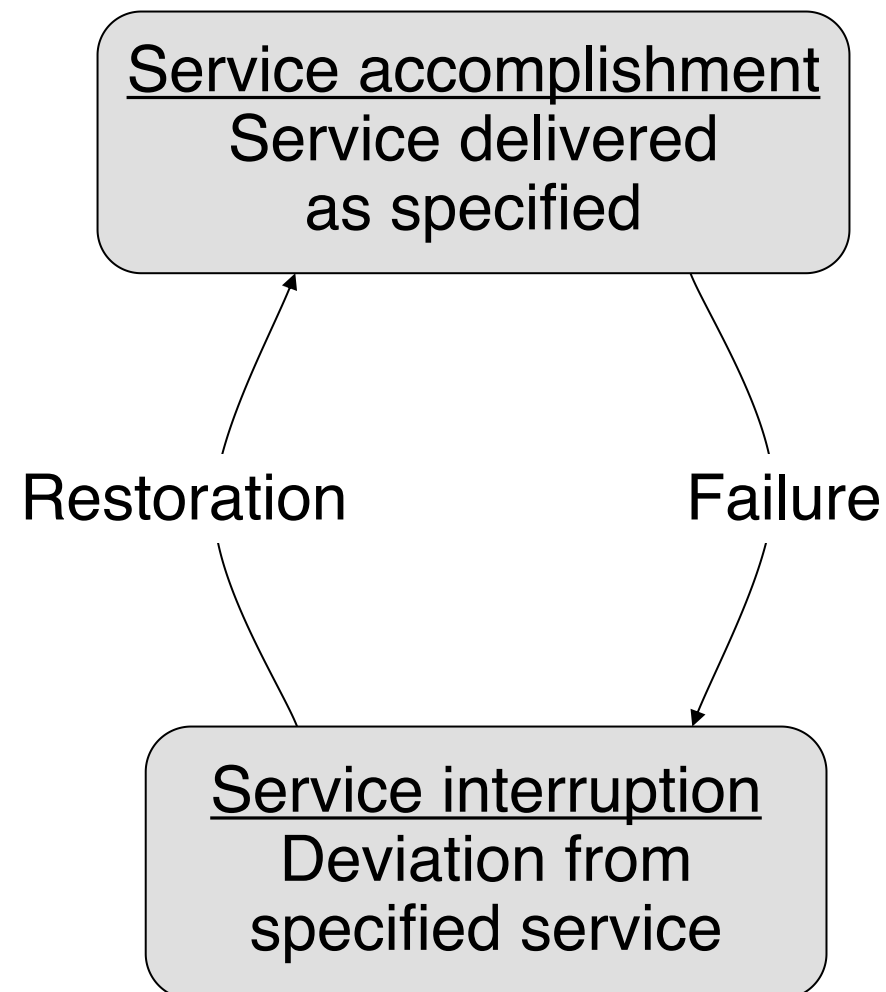 Service accomplishment
Service delivered
as specified
Restoration
Failure
Service interruption
Deviation from
specified service